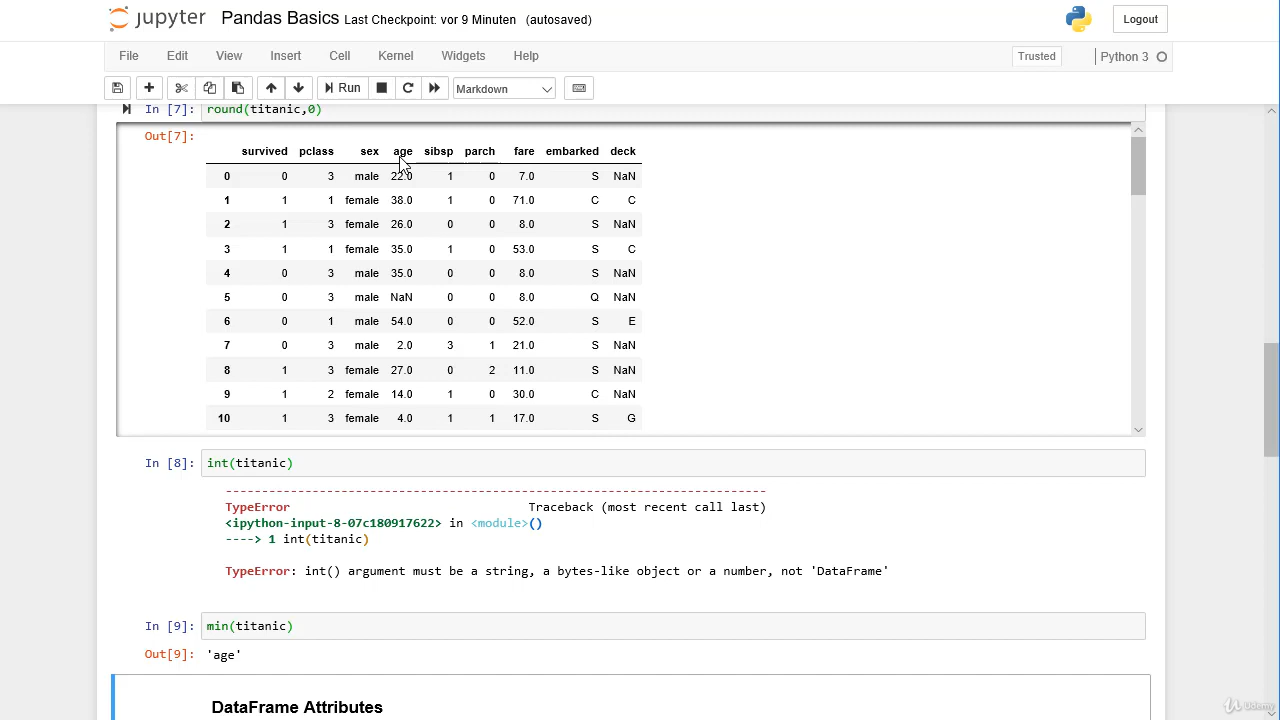 jupyter Pandas Basics Last Checkpoint: vor 9 Minuten (autosaved) Logout
File Edit View Insert Cell Kernel Widgets Help Trusted Python 3
Run Markdown
In [7]: round(titanic,0)
Out[7]:
survived pclass sex age sibsp parch fare embarked deck
0 0 3 male 22.0 1 0 7.0 S NaN
1 1 1 female 38.0 1 0 71.0 C C
2 1 3 female 26.0 0 0 8.0 S NaN
3 1 1 female 35.0 1 0 53.0 S C
4 0 3 male 35.0 0 0 8.0 S NaN
5 0 3 male NaN 0 0 8.0 Q NaN
6 0 1 male 54.0 0 0 52.0 S E
7 0 3 male 2.0 3 1 21.0 S NaN
8 1 3 female 27.0 0 2 11.0 S NaN
9 1 2 female 14.0 1 0 30.0 C NaN
10 1 3 female 4.0 1 1 17.0 S G
In [8]: int(titanic)
---------------------------------------------------------------------------
TypeError Traceback (most recent call last)
<ipython-input-8-07c180917622> in <module>()
----> 1 int(titanic)
TypeError: int() argument must be a string, a bytes-like object or a number, not 'DataFrame'
In [9]: min(titanic)
Out[9]: 'age'
DataFrame Attributes
Udemy